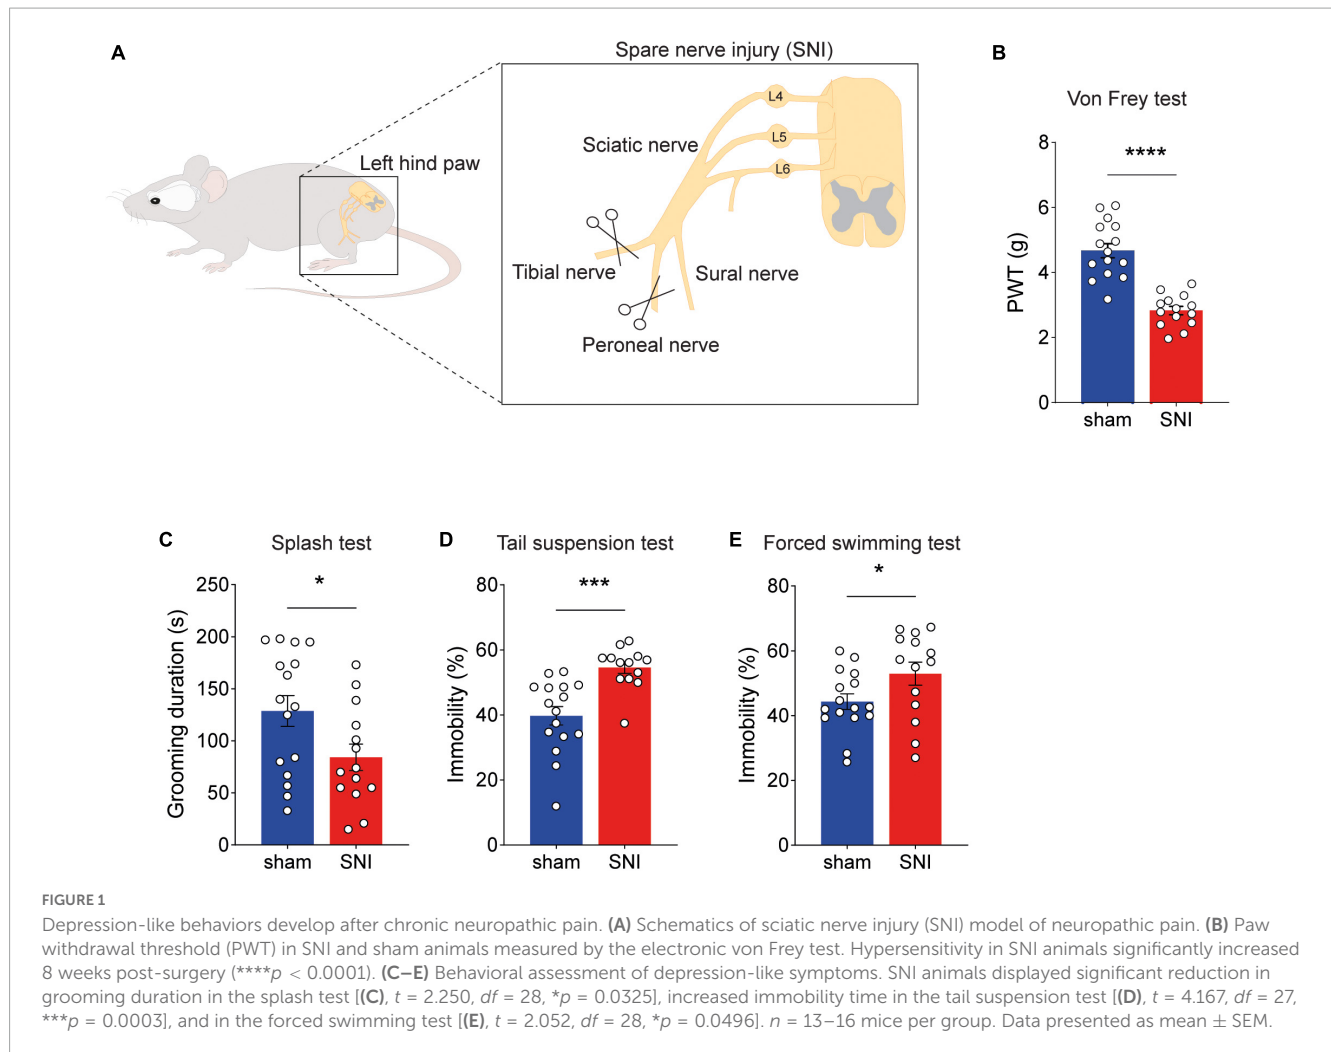 A
Spare nerve injury (SNI)
Left hind paw
Sciatic nerve
L4
L5
L6
Tibial nerve
Sural nerve
Peroneal nerve
B
Von Frey test
****
PWT (g)
8
6
4
2
0
sham SNI
C
Splash test
*
Grooming duration (s)
250
200
150
100
50
0
sham SNI
D
Tail suspension test
***
Immobility (%)
80
60
40
20
0
sham SNI
E
Forced swimming test
*
Immobility (%)
80
60
40
20
0
sham SNI
FIGURE 1
Depression-like behaviors develop after chronic neuropathic pain. (A) Schematics of sciatic nerve injury (SNI) model of neuropathic pain. (B) Paw
withdrawal threshold (PWT) in SNI and sham animals measured by the electronic von Frey test. Hypersensitivity in SNI animals significantly increased
8 weeks post-surgery (****p < 0.0001). (C–E) Behavioral assessment of depression-like symptoms. SNI animals displayed significant reduction in
grooming duration in the splash test [(C), t = 2.250, df = 28, *p = 0.0325], increased immobility time in the tail suspension test [(D), t = 4.167, df = 27,
***p = 0.0003], and in the forced swimming test [(E), t = 2.052, df = 28, *p = 0.0496]. n = 13–16 mice per group. Data presented as mean ± SEM.